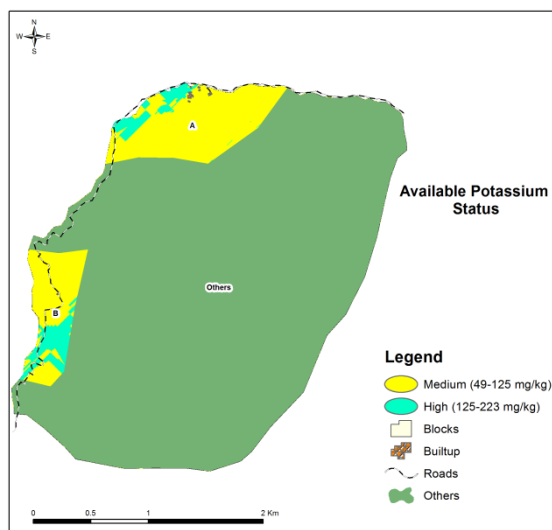 N
W E
S
A
Available Potassium
Status
Others
B
Legend
Medium (49-125 mg/kg)
High (125-223 mg/kg)
Blocks
Builtup
Roads
Others
0 0.5 1 2 Km